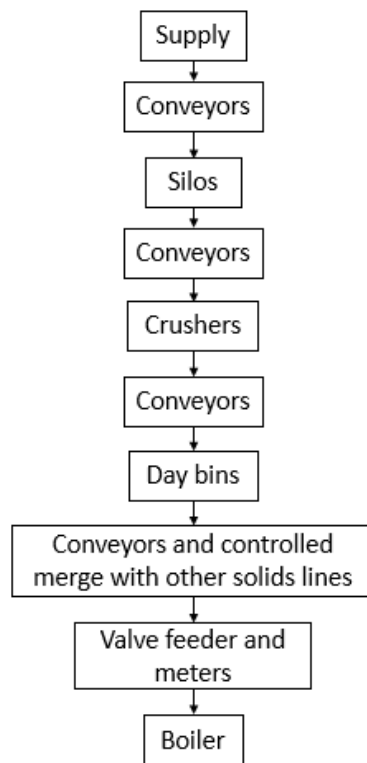 Supply
Conveyors
Silos
Conveyors
Crushers
Conveyors
Day bins
Conveyors and controlled
merge with other solids lines
Valve feeder and
meters
Boiler